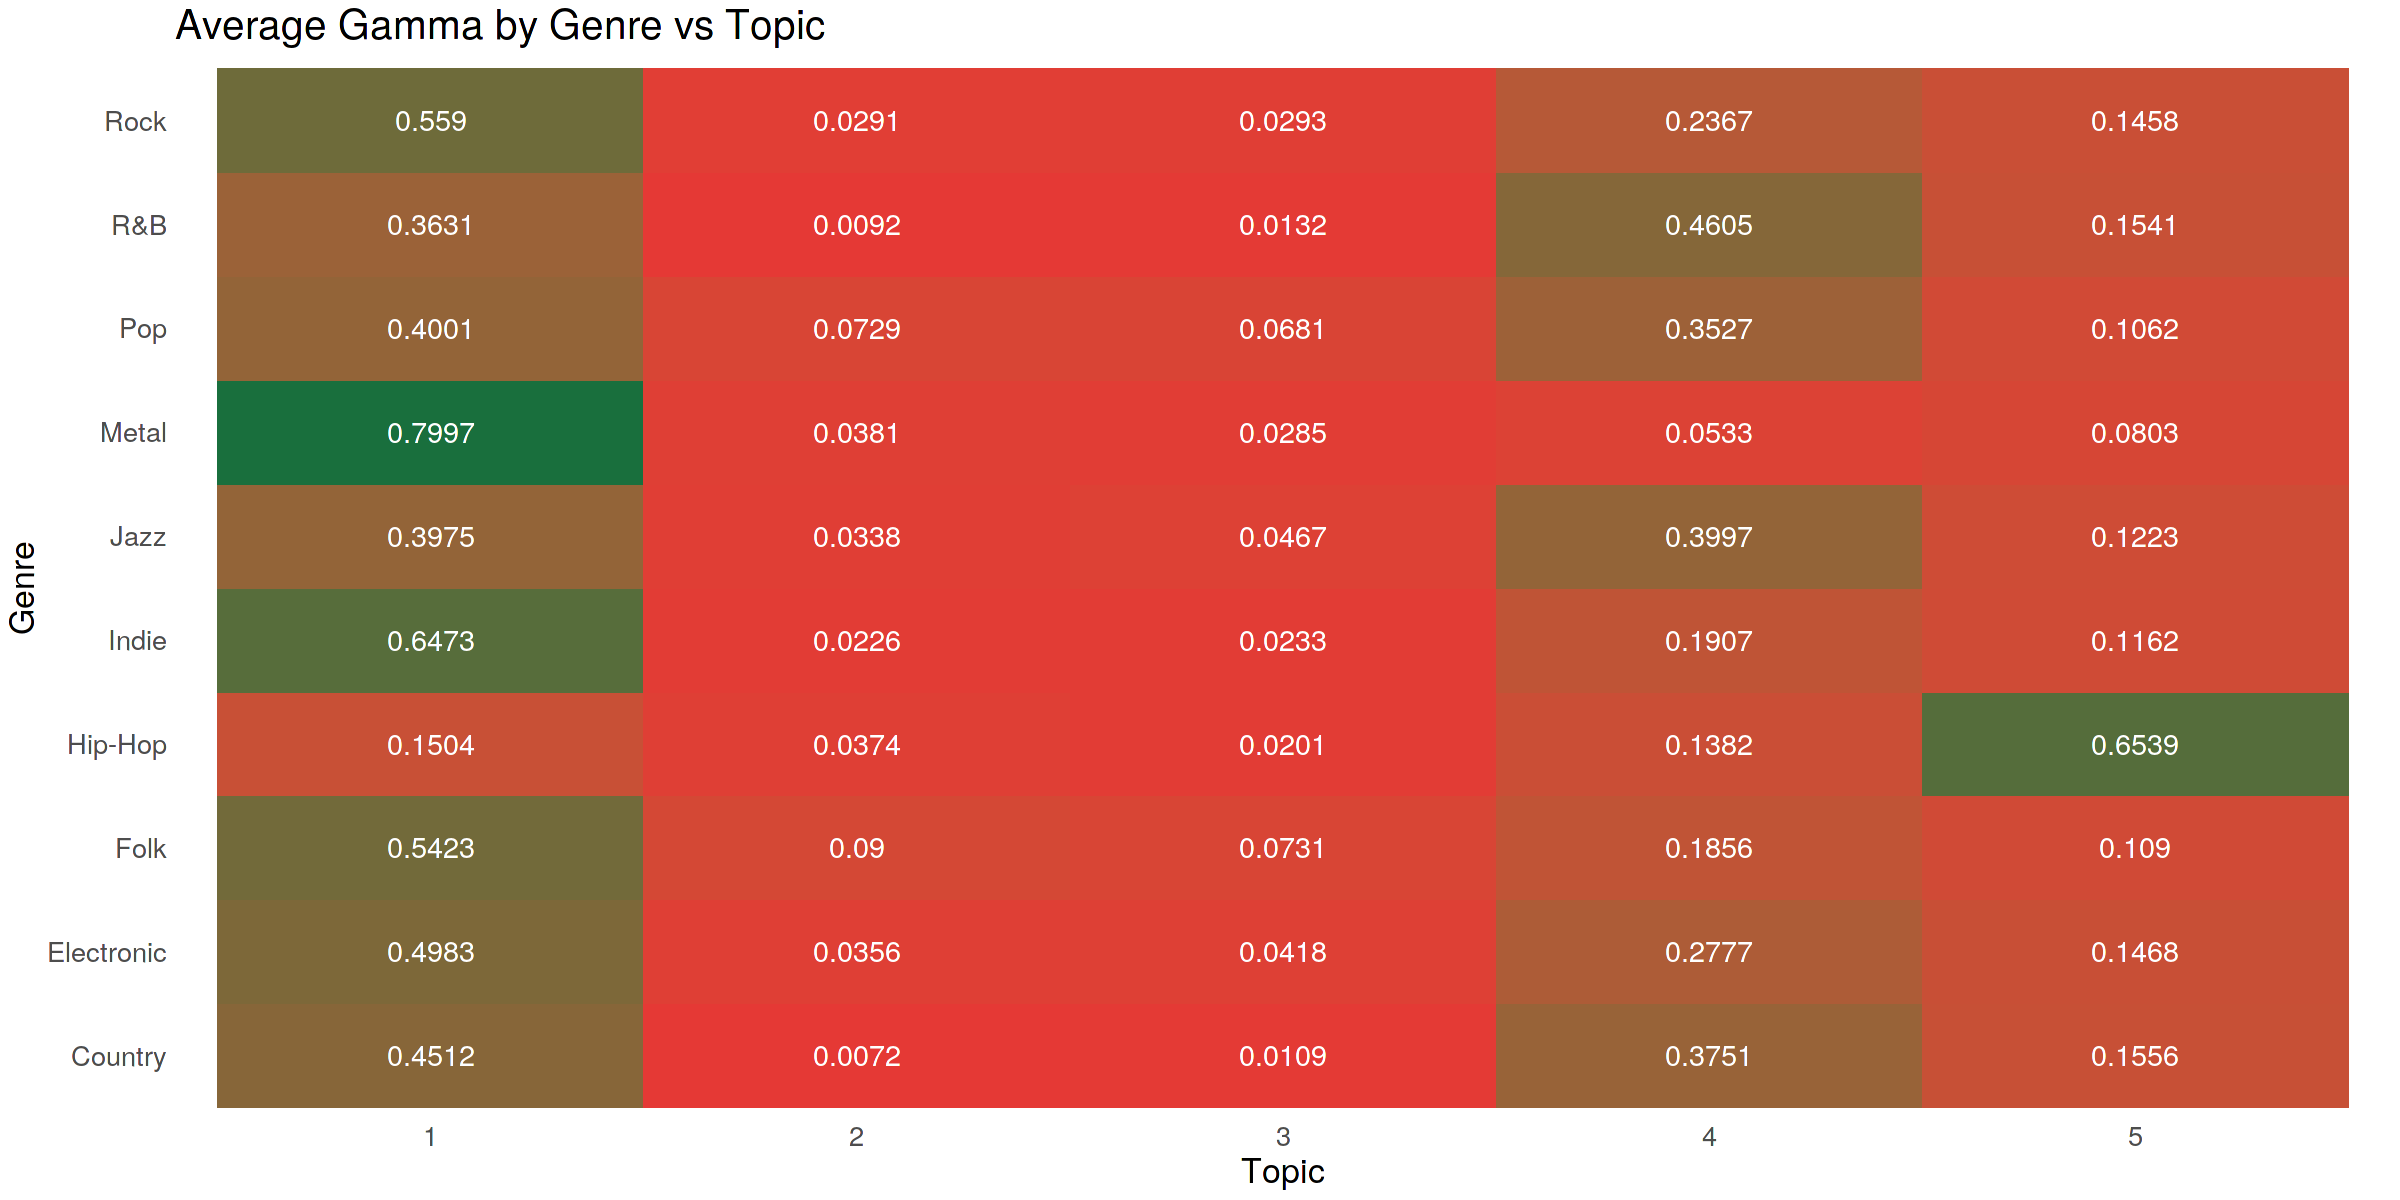 Average Gamma by Genre vs Topic
Rock 0.559 0.0291 0.0293 0.2367 0.1458
R&B 0.3631 0.0092 0.0132 0.4605 0.1541
Pop 0.4001 0.0729 0.0681 0.3527 0.1062
Metal 0.7997 0.0381 0.0285 0.0533 0.0803
Jazz 0.3975 0.0338 0.0467 0.3997 0.1223
Genre
Indie 0.6473 0.0226 0.0233 0.1907 0.1162
Hip-Hop 0.1504 0.0374 0.0201 0.1382 0.6539
Folk 0.5423 0.09 0.0731 0.1856 0.109
Electronic 0.4983 0.0356 0.0418 0.2777 0.1468
Country 0.4512 0.0072 0.0109 0.3751 0.1556
1 2 3 4 5
Topic